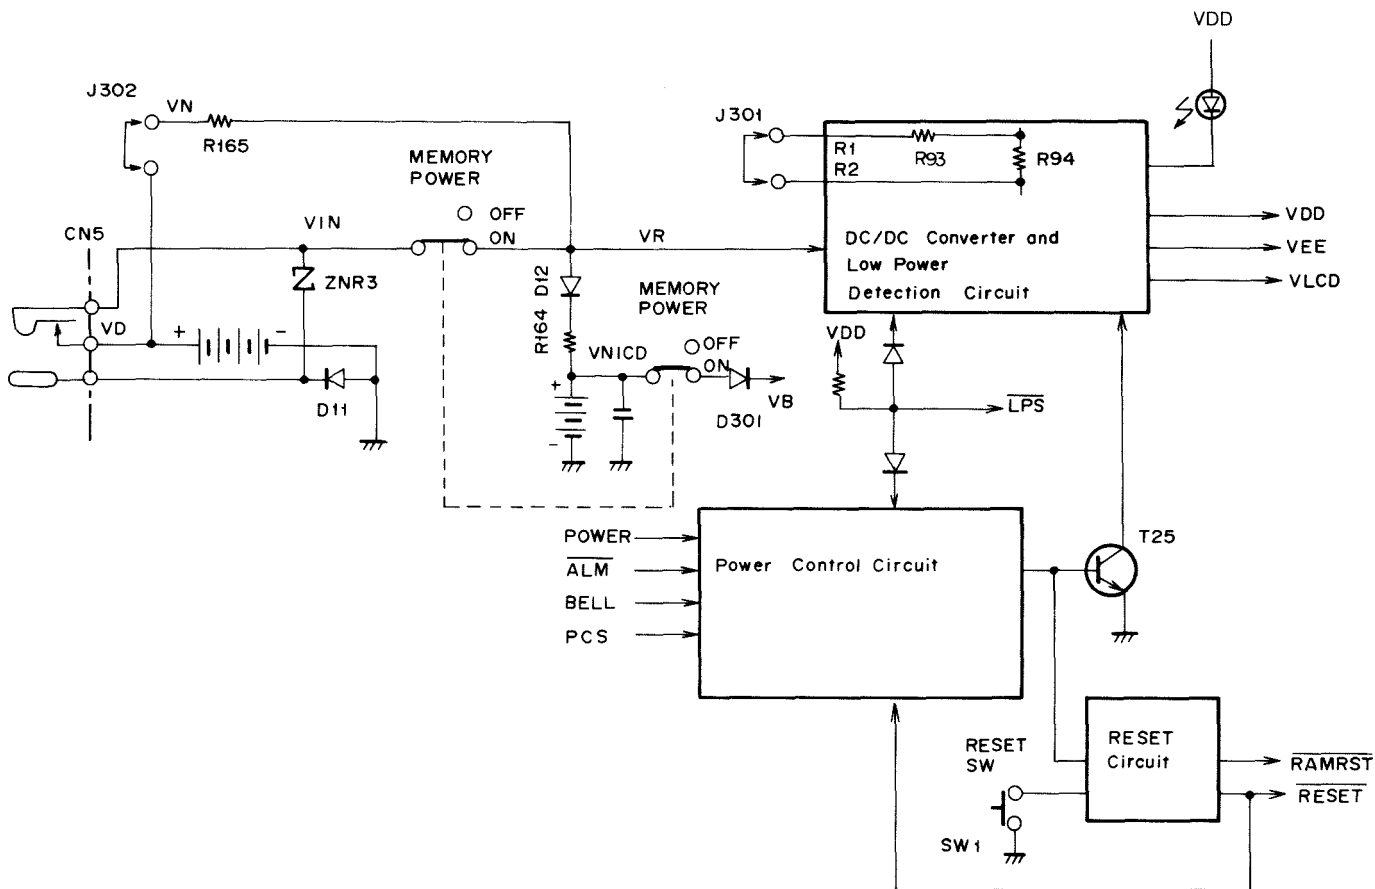 VDD
J302
VN
R165
J301
R1
R93
R94
R2
MEMORY
POWER
OFF
ON
CN5
VIN
VR
DC/DC Converter and
Low Power
Detection Circuit
VDD
VEE
VLCD
ZNR3
D12
R164
MEMORY
POWER
OFF
ON
VD
+
-
VNICD
VDD
D11
+
-
D301
VB
LPS
POWER
ALM
BELL
PCS
Power Control Circuit
T25
RESET
SW
SW1
RESET
Circuit
RAMRST
RESET